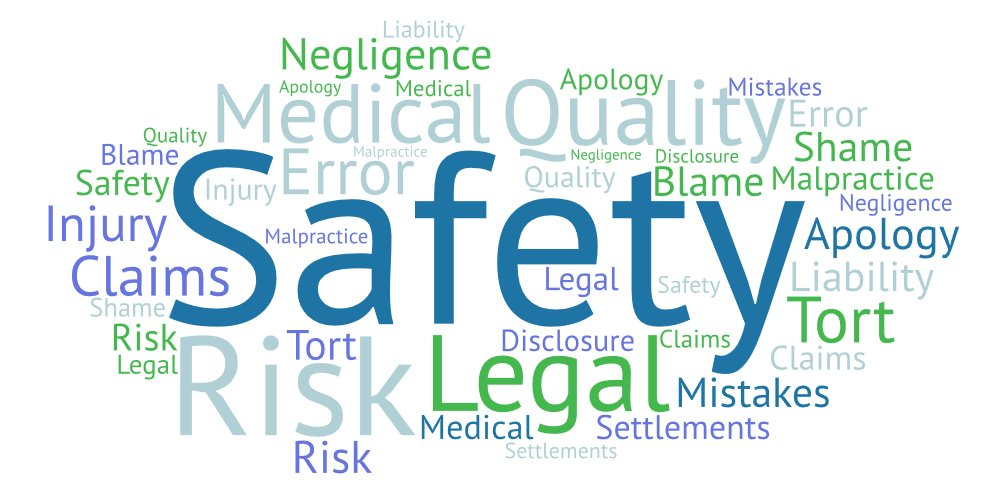 Liability
Negligence
Apology
Medical
Apology
Mistakes
Medical
Quality
Error
Quality
Blame
Error
Malpractice
Negligence
Disclosure
Shame
Safety
Injury
Quality
Blame
Malpractice
Safety
Negligence
Injury
Malpractice
Apology
Claims
Legal
Safety
Liability
Shame
Risk
Tort
Disclosure
Claims
Tort
Legal
Risk
Legal
Claims
Mistakes
Medical
Settlements
Risk
Settlements